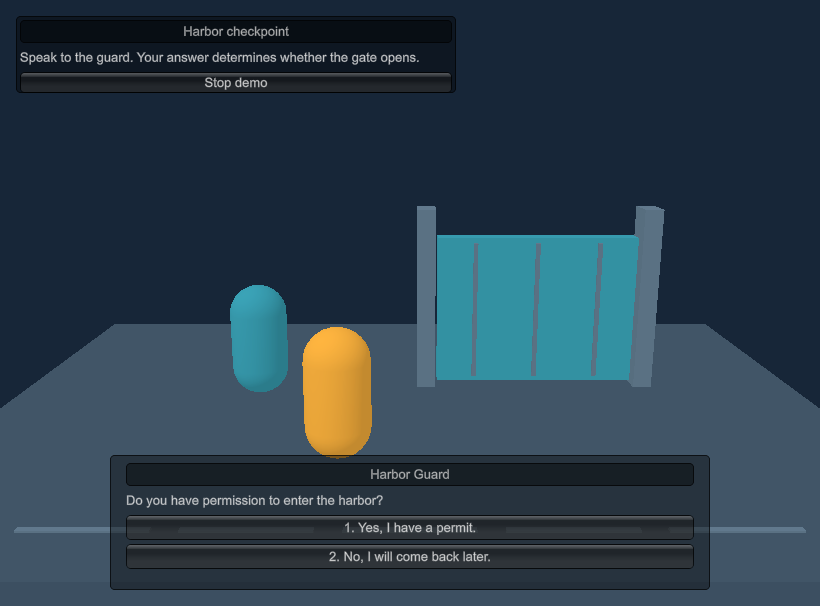 Harbor checkpoint
Speak to the guard. Your answer determines whether the gate opens.
Stop demo
Harbor Guard
Do you have permission to enter the harbor?
1. Yes, I have a permit.
2. No, I will come back later.